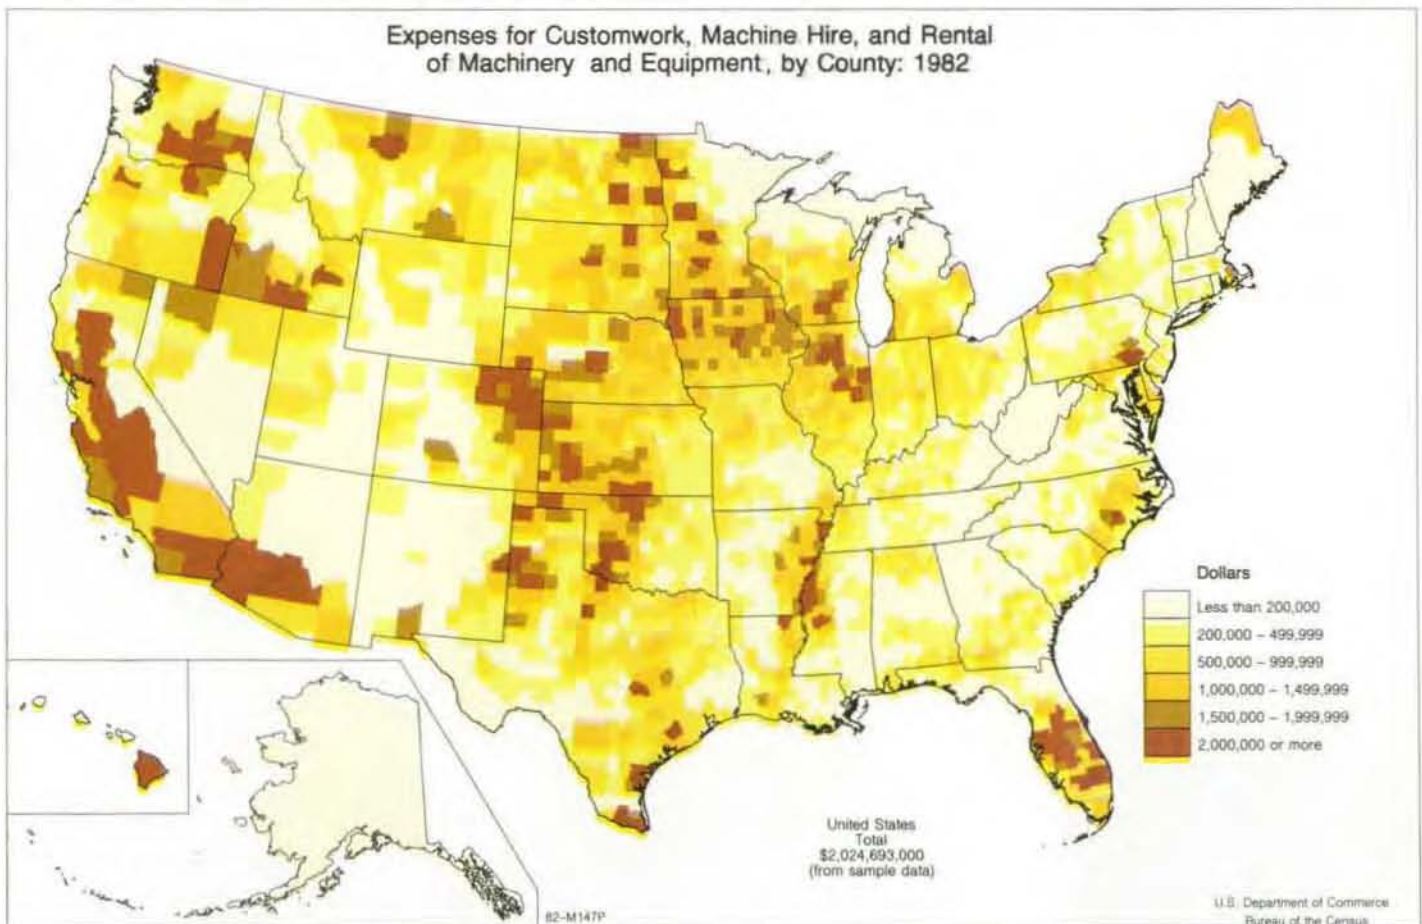 Expenses for Customwork, Machine Hire, and Rental
of Machinery and Equipment, by County: 1982
Dollars
Less than 200,000
200,000 – 499,999
500,000 – 999,999
1,000,000 – 1,499,999
1,500,000 – 1,999,999
2,000,000 or more
United States
Total
$2,024,693,000
(from sample data)
82-M147P
U.S. Department of Commerce
Bureau of the Census